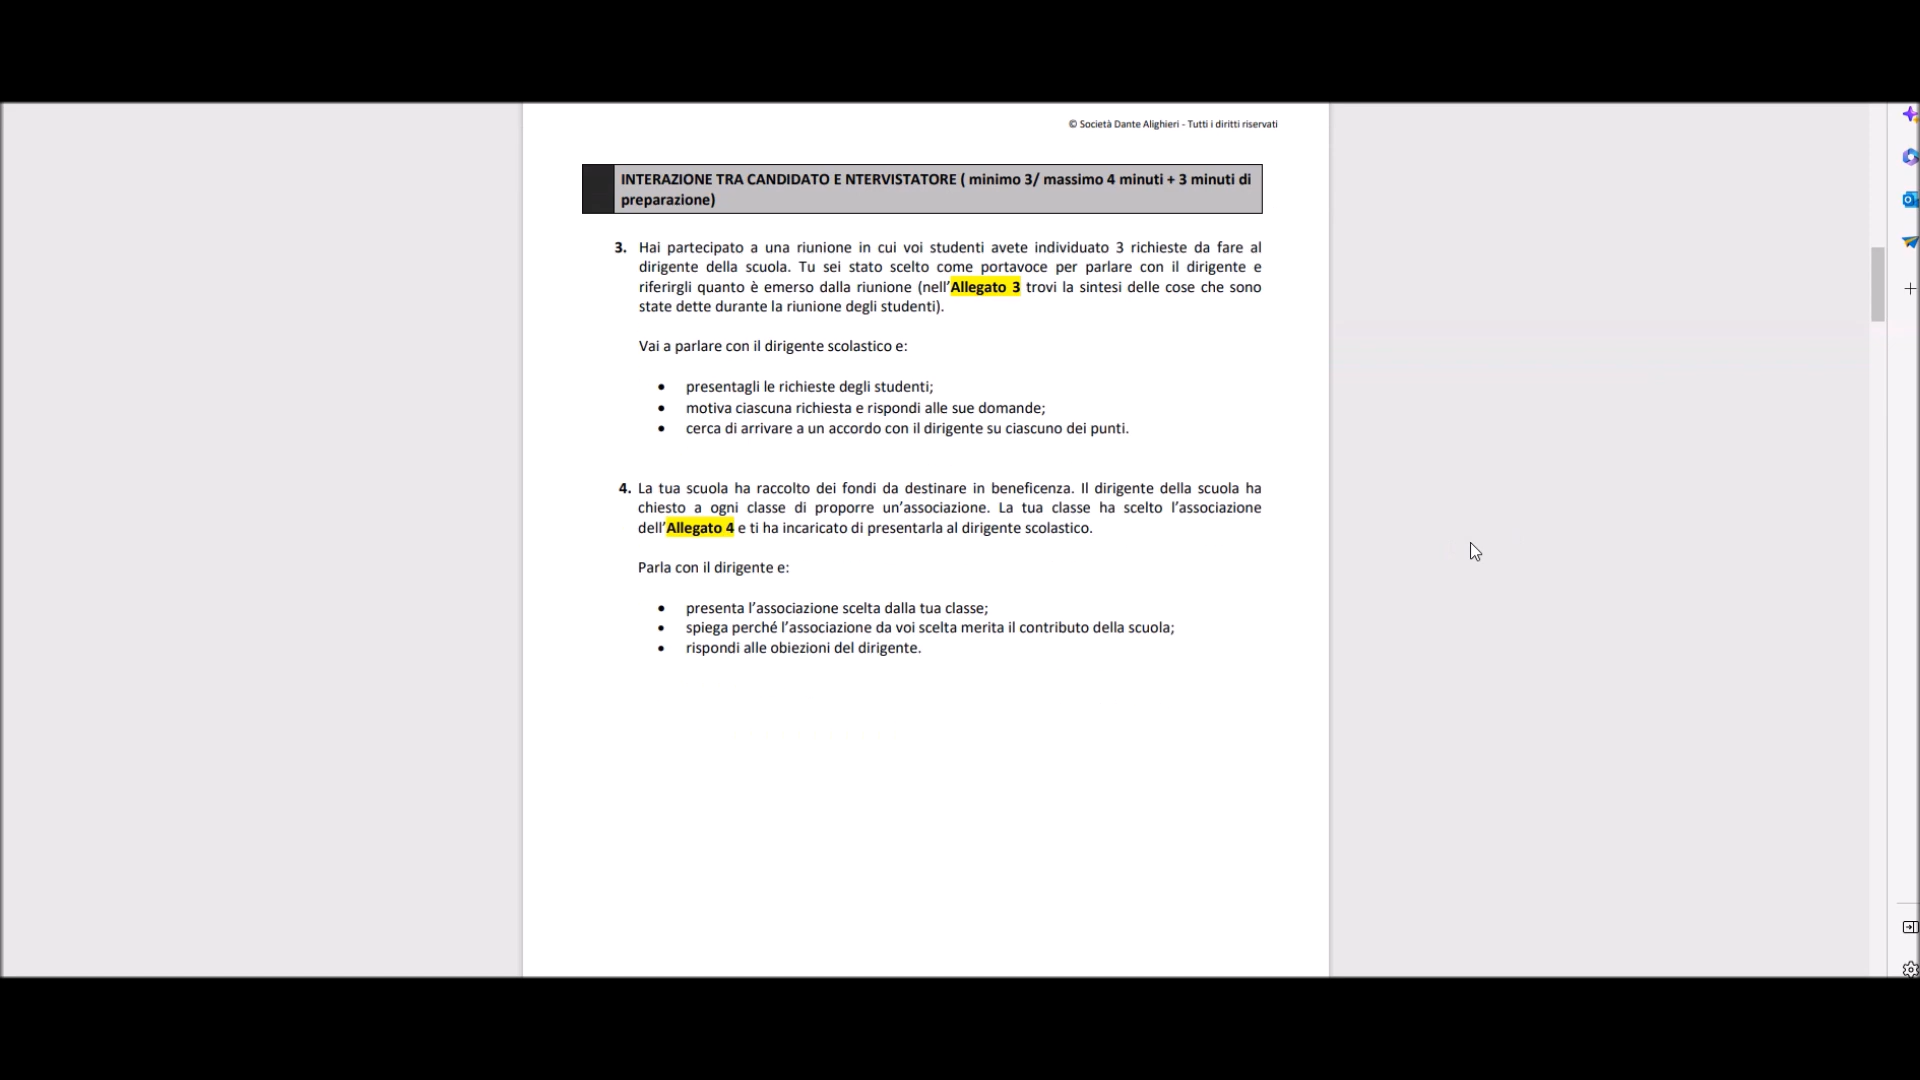 © Società Dante Alighieri - Tutti i diritti riservati
INTERAZIONE TRA CANDIDATO E NTERVISTATORE ( minimo 3/ massimo 4 minuti + 3 minuti di
preparazione)
3. Hai partecipato a una riunione in cui voi studenti avete individuato 3 richieste da fare al
dirigente della scuola. Tu sei stato scelto come portavoce per parlare con il dirigente e
riferirgli quanto è emerso dalla riunione (nell’Allegato 3 trovi la sintesi delle cose che sono
state dette durante la riunione degli studenti).
Vai a parlare con il dirigente scolastico e:
• presentagli le richieste degli studenti;
• motiva ciascuna richiesta e rispondi alle sue domande;
• cerca di arrivare a un accordo con il dirigente su ciascuno dei punti.
4. La tua scuola ha raccolto dei fondi da destinare in beneficenza. Il dirigente della scuola ha
chiesto a ogni classe di proporre un’associazione. La tua classe ha scelto l’associazione
dell’Allegato 4 e ti ha incaricato di presentarla al dirigente scolastico.
Parla con il dirigente e:
• presenta l’associazione scelta dalla tua classe;
• spiega perché l’associazione da voi scelta merita il contributo della scuola;
• rispondi alle obiezioni del dirigente.